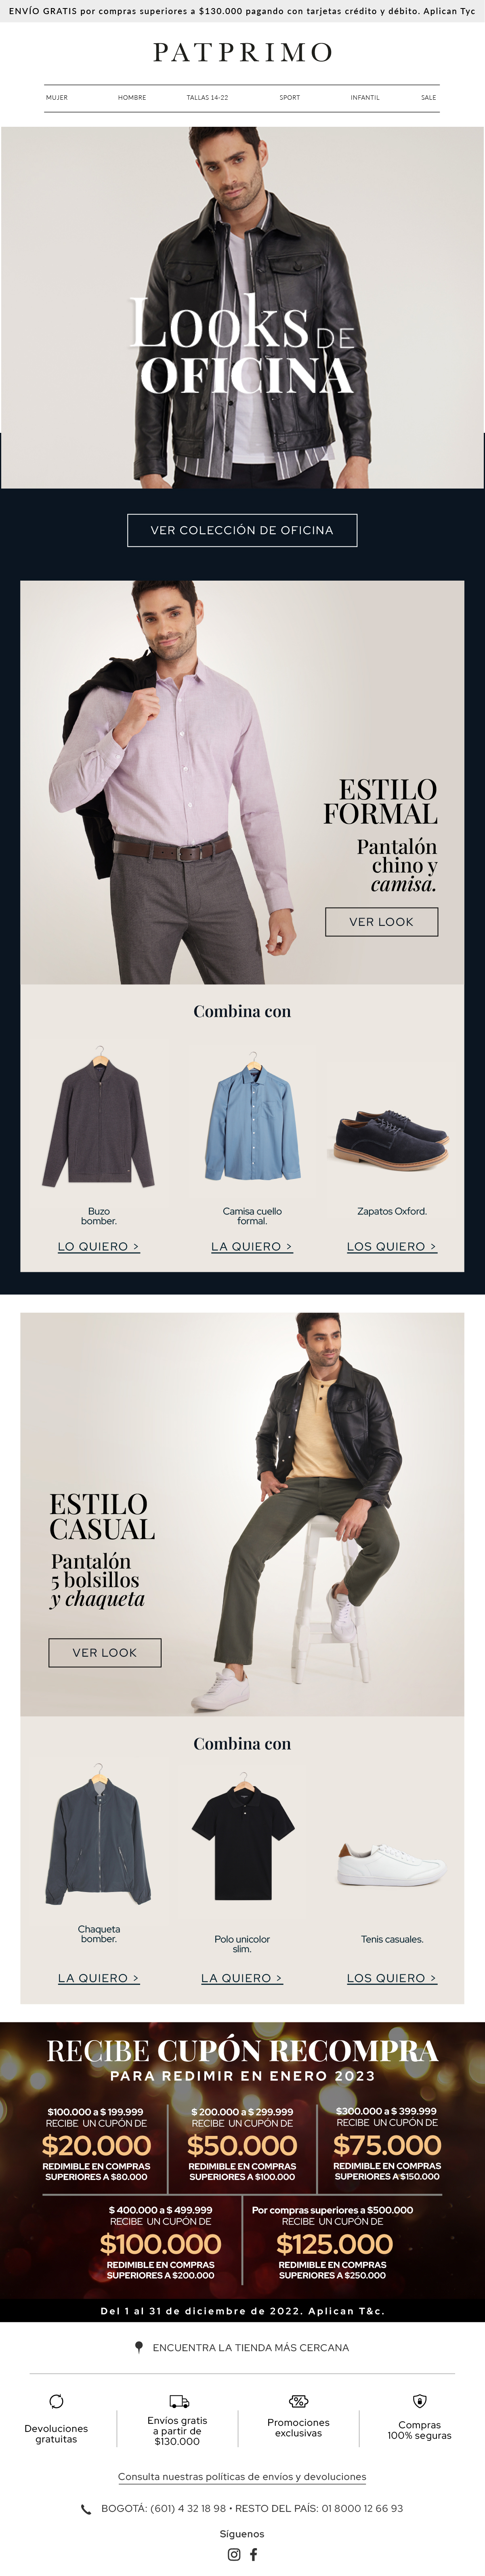 ENVÍO GRATIS por compras superiores a $130.000 pagando con tarjetas crédito y débito. Aplican Tyc
PATPRIMO
MUJER HOMBRE TALLAS 14-22 SPORT INFANTIL SALE
Looks DE
OFICINA
VER COLECCIÓN DE OFICINA
ESTILO
FORMAL
Pantalón
chino y
camisa.
VER LOOK
Combina con
Buzo
bomber.
Camisa cuello
formal.
Zapatos Oxford.
LO QUIERO >
LA QUIERO >
LOS QUIERO >
ESTILO
CASUAL
Pantalón
5 bolsillos
y chaqueta
VER LOOK
Combina con
Chaqueta
bomber.
Polo unicolor
slim.
Tenis casuales.
LA QUIERO >
LA QUIERO >
LOS QUIERO >
RECIBE CUPÓN RECOMPRA
PARA REDIMIR EN ENERO 2023
$100.000 a $ 199.999
RECIBE UN CUPÓN DE
$20.000
REDIMIBLE EN COMPRAS
SUPERIORES A $80.000
$ 200.000 a $ 299.999
RECIBE UN CUPÓN DE
$50.000
REDIMIBLE EN COMPRAS
SUPERIORES A $100.000
$300.000 a $ 399.999
RECIBE UN CUPÓN DE
$75.000
REDIMIBLE EN COMPRAS
SUPERIORES A $150.000
$ 400.000 a $ 499.999
RECIBE UN CUPÓN DE
$100.000
REDIMIBLE EN COMPRAS
SUPERIORES A $200.000
Por compras superiores a $500.000
RECIBE UN CUPÓN DE
$125.000
REDIMIBLE EN COMPRAS
SUPERIORES A $250.000
Del 1 al 31 de diciembre de 2022. Aplican T&c.
ENCUENTRA LA TIENDA MÁS CERCANA
Devoluciones
gratuitas
Envíos gratis
a partir de
$130.000
Promociones
exclusivas
Compras
100% seguras
Consulta nuestras políticas de envíos y devoluciones
BOGOTÁ: (601) 4 32 18 98 • RESTO DEL PAÍS: 01 8000 12 66 93
Síguenos